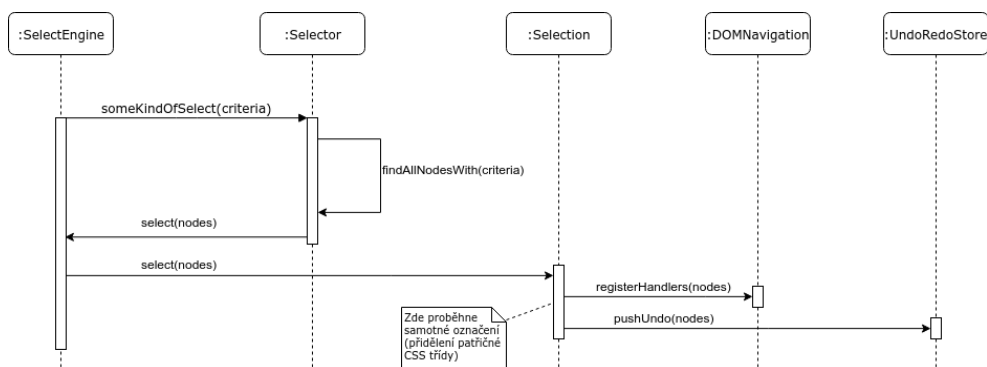 :SelectEngine
:Selector
:Selection
:DOMNavigation
:UndoRedoStore
someKindOfSelect(criteria)
findAllNodesWith(criteria)
select(nodes)
select(nodes)
registerHandlers(nodes)
pushUndo(nodes)
Zde proběhne
samotné označení
(přidělení patřičné
CSS třídy)